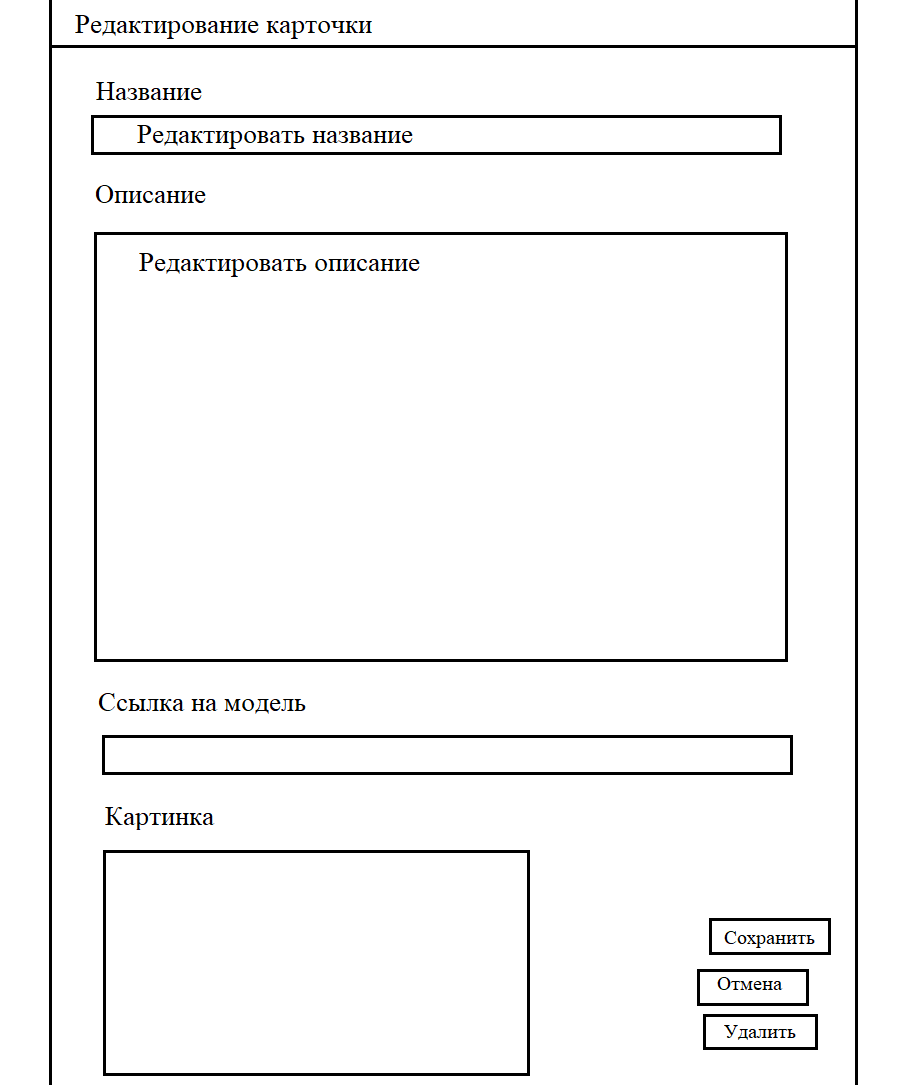 Редактирование карточки
Название
Редактировать название
Описание
Редактировать описание
Ссылка на модель
Картинка
Сохранить
Отмена
Удалить